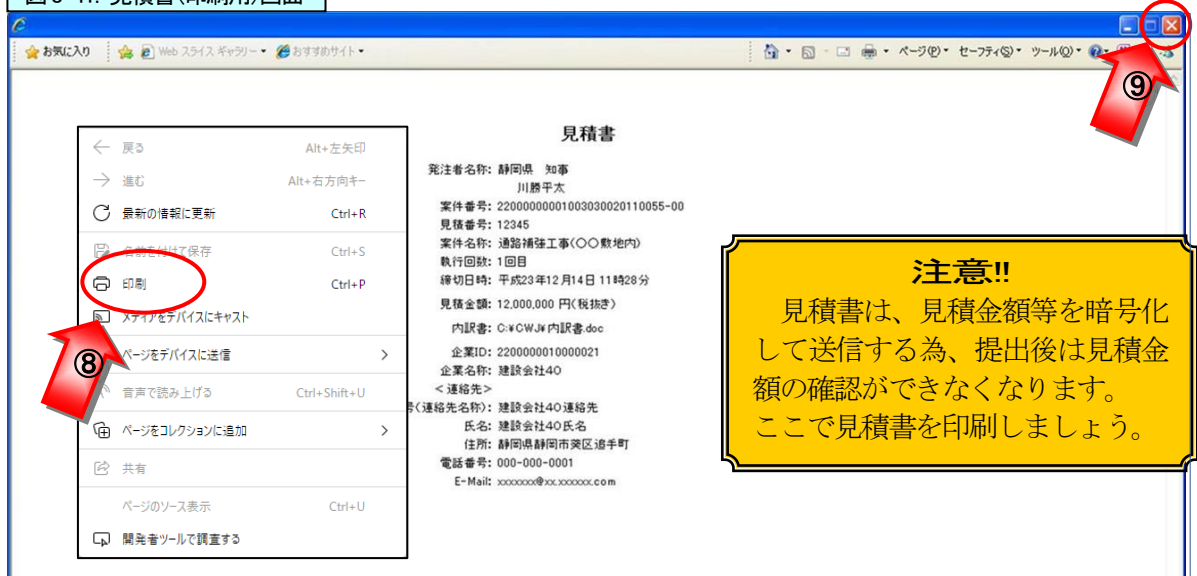 図 3-41. 見積書(印刷用)画面
お気に入り Web スライス ギャラリー おすすめサイト ページ(P) セーフティ(S) ツール(O)
⑨
見積書
発注者名称: 静岡県 知事
川勝平太
案件番号: 22000000001003030020110055-00
見積番号: 12345
案件名称: 通路補強工事(〇〇敷地内)
執行回数: 1回目
締切日時: 平成23年12月14日 11時28分
見積金額: 12,000,000 円(税抜き)
内訳書: C:¥CWJ¥内訳書.doc
企業ID: 2200000010000021
企業名称: 建設会社40
<連絡先>
号(連絡先名称): 建設会社40連絡先
氏名: 建設会社40氏名
住所: 静岡県静岡市葵区追手町
電話番号: 000-000-0001
E-Mail: xxxxxxx@xx.xxxxxx.com
戻る Alt+左矢印
進む Alt+右方向キー
最新の情報に更新 Ctrl+R
名前を付けて保存 Ctrl+S
印刷 Ctrl+P
メディアをデバイスにキャスト
ページをデバイスに送信
⑧
音声で読み上げる Ctrl+Shift+U
ページをコレクションに追加
共有
ページのソース表示 Ctrl+U
開発者ツールで調査する
注意!!
見積書は、見積金額等を暗号化
して送信する為、提出後は見積金
額の確認ができなくなります。
ここで見積書を印刷しましょう。